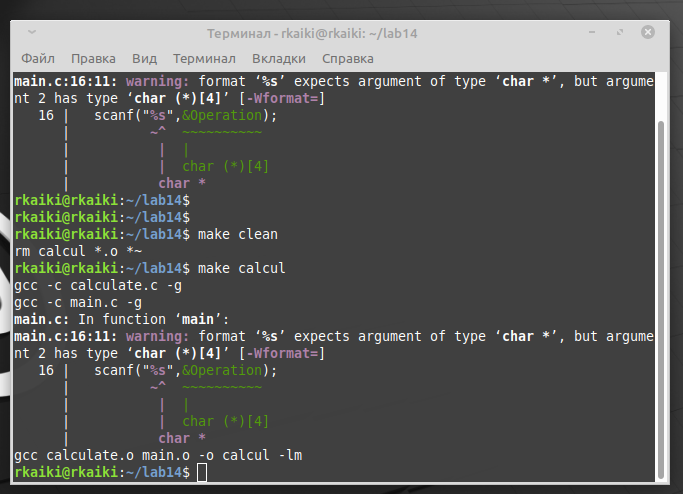 Терминал - rkaiki@rkaiki: ~/lab14
Файл Правка Вид Терминал Вкладки Справка
main.c:16:11: warning: format ‘%s’ expects argument of type ‘char *’, but argume
nt 2 has type ‘char (*)[4]’ [-Wformat=]
   16 |   scanf("%s",&Operation);
      |          ~^  ~~~~~~~~~~
      |           |  |
      |           |  char (*)[4]
      |           char *
rkaiki@rkaiki:~/lab14$
rkaiki@rkaiki:~/lab14$
rkaiki@rkaiki:~/lab14$ make clean
rm calcul *.o *~
rkaiki@rkaiki:~/lab14$ make calcul
gcc -c calculate.c -g
gcc -c main.c -g
main.c: In function ‘main’:
main.c:16:11: warning: format ‘%s’ expects argument of type ‘char *’, but argume
nt 2 has type ‘char (*)[4]’ [-Wformat=]
   16 |   scanf("%s",&Operation);
      |          ~^  ~~~~~~~~~~
      |           |  |
      |           |  char (*)[4]
      |           char *
gcc calculate.o main.o -o calcul -lm
rkaiki@rkaiki:~/lab14$